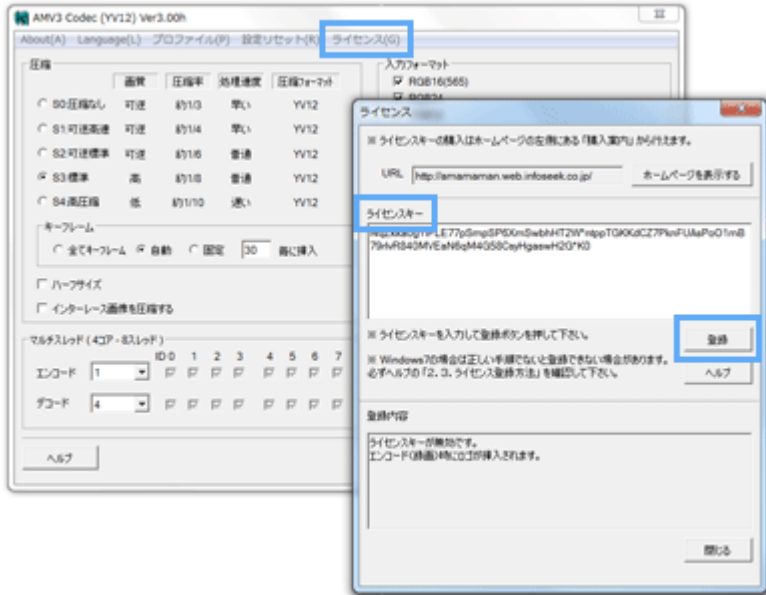 AMV3 Codec (YV12) Ver3.00h
About(A) Language(L) プロファイル(P) 設定リセット(R) ライセンス(G)
圧縮
画質 圧縮率 処理速度 圧縮フォーマット
S0:圧縮なし 可逆 約1/3 早い YV12
S1:可逆高速 可逆 約1/4 早い YV12
S2:可逆標準 可逆 約1/6 普通 YV12
S3:標準 高 約1/8 普通 YV12
S4:高圧縮 低 約1/10 遅い YV12
キーフレーム
全てキーフレーム 自動 固定 30 毎に挿入
ハーフサイズ
インターレース画像を圧縮する
マルチスレッド(4コア・8スレッド)
ID 0 1 2 3 4 5 6 7
エンコード 1
デコード 4
ヘルプ
入力フォーマット
RGB16(565)
RGB24
ライセンス
※ ライセンスキーの購入はホームページの左側にある「購入案内」から行えます。
URL http://amamaman.web.infoseek.co.jp/ ホームページを表示する
ライセンスキー
※ ライセンスキーを入力して登録ボタンを押して下さい。
登録
※ Windows7の場合は正しい手順でないと登録できない場合があります。
必ずヘルプの「2.3.ライセンス登録方法」を確認して下さい。
ヘルプ
登録内容
ライセンスキーが無効です。
エンコード(録画)時にロゴが挿入されます。
閉じる